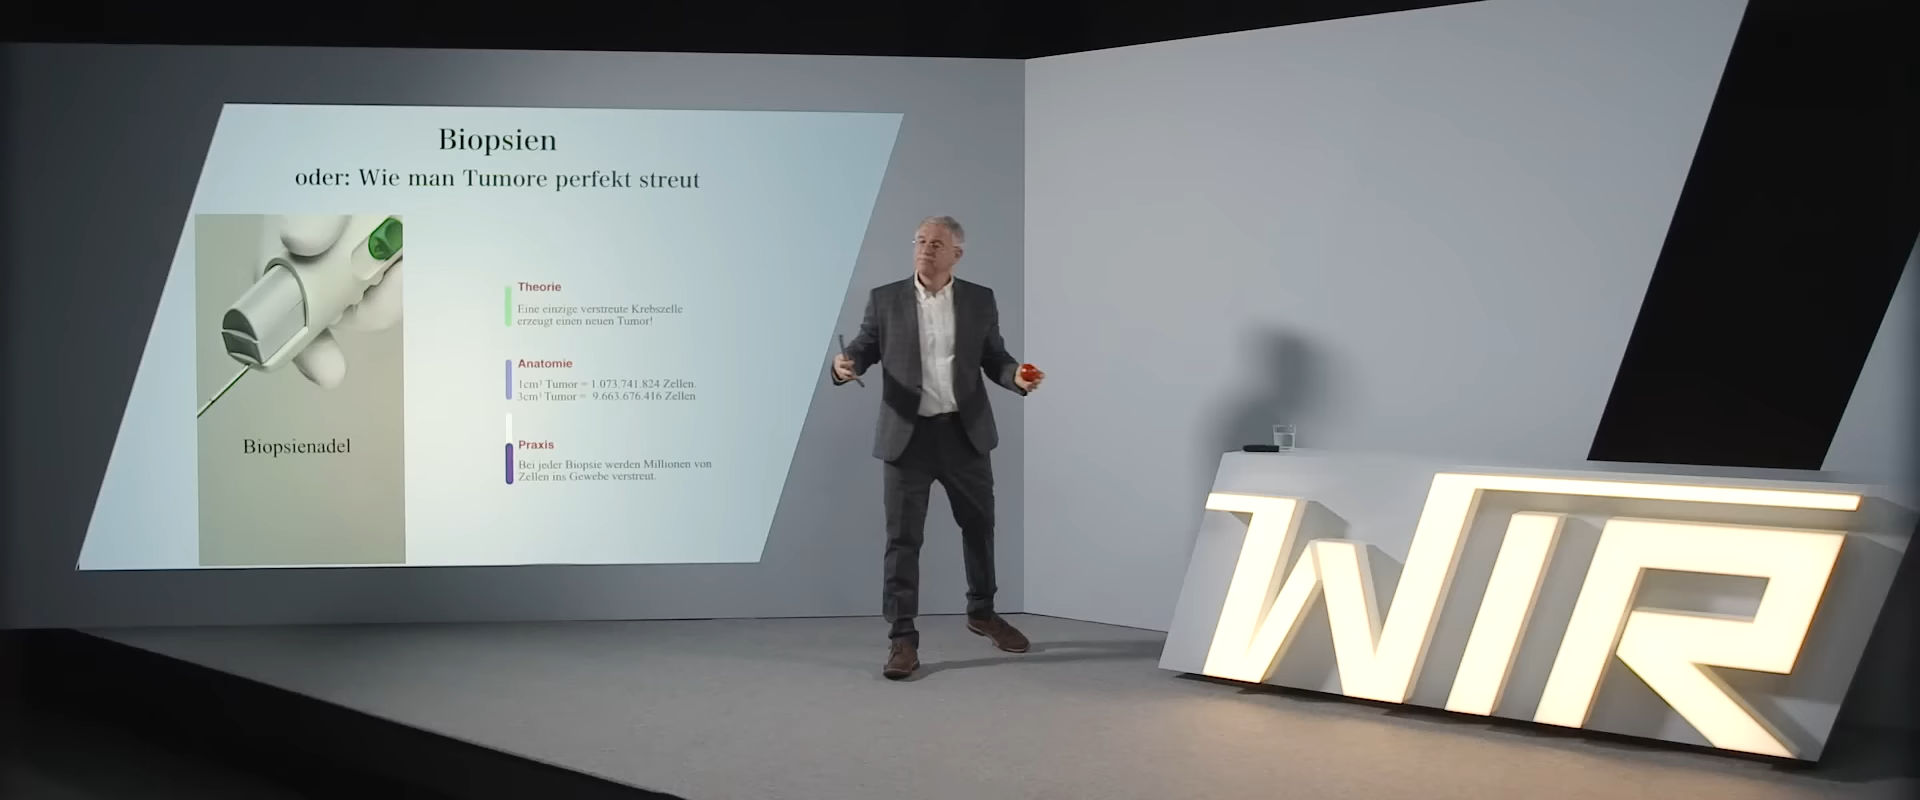 Biopsien
oder: Wie man Tumore perfekt streut
Theorie
Eine einzige verstreute Krebszelle
erzeugt einen neuen Tumor!
Anatomie
1cm³ Tumor = 1.073.741.824 Zellen.
3cm³ Tumor = 9.663.676.416 Zellen
Biopsienadel
Praxis
Bei jeder Biopsie werden Millionen von
Zellen ins Gewebe verstreut.
WIR